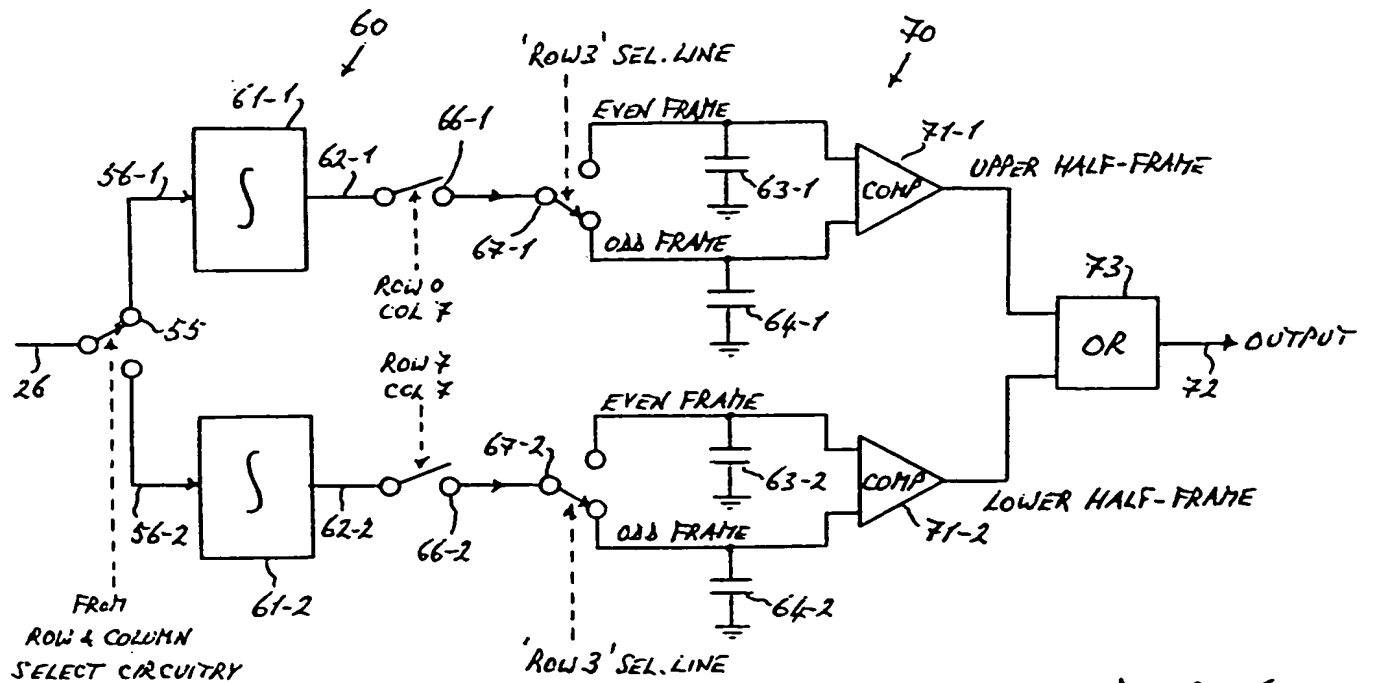 60
70
'ROW3' SEL.LINE
61-1
EVEN FRAME
66-1
71-1
62-1
UPPER HALF-FRAME
56-1
∫
63-1
COMP
67-1
ODD FRAME
ROW 0
COL 7
73
64-1
55
OR
OUTPUT
26
ROW 7
COL 7
72
EVEN FRAME
67-2
∫
63-2
COMP
LOWER HALF-FRAME
56-2
62-2
66-2
ODD FRAME
71-2
61-2
64-2
FROM
ROW & COLUMN
SELECT CIRCUITRY
'ROW3' SEL.LINE